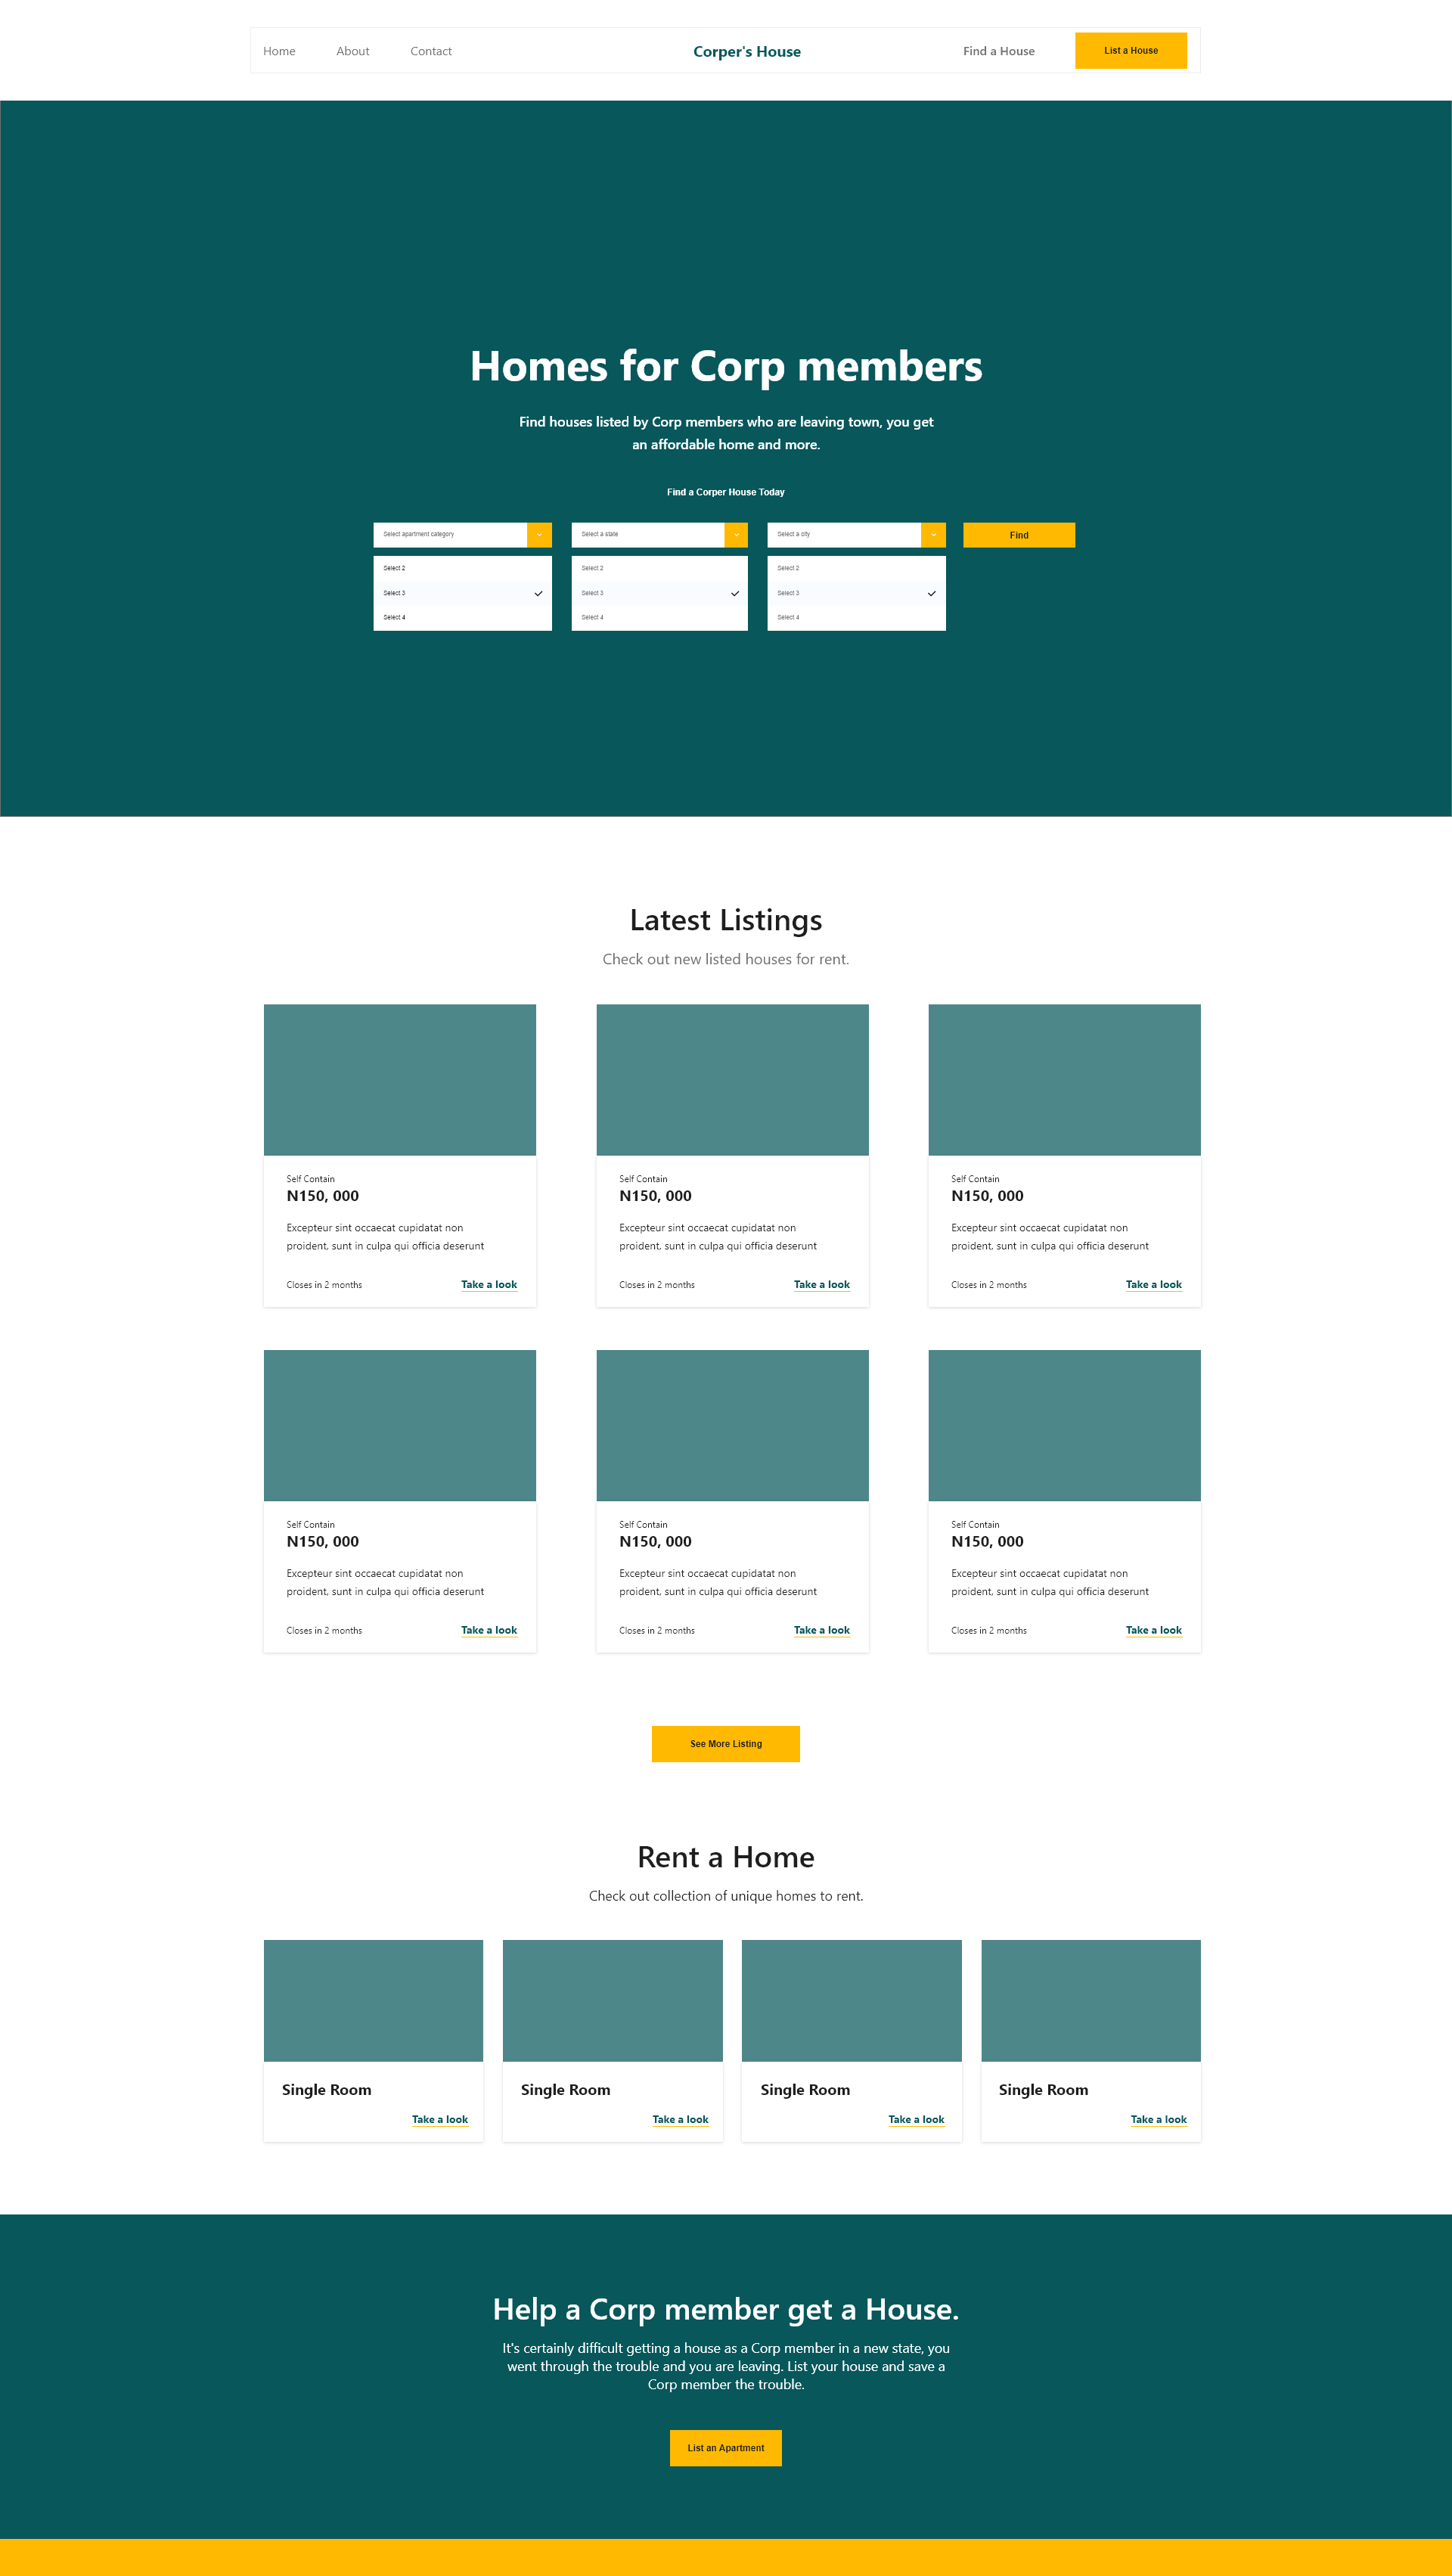 Home About Contact Corper's House Find a House List a House
Homes for Corp members
Find houses listed by Corp members who are leaving town, you get
an affordable home and more.
Find a Corper House Today
Select apartment category Select a state Select a city Find
Select 2 Select 2 Select 2
Select 3 Select 3 Select 3
Select 4 Select 4 Select 4
Latest Listings
Check out new listed houses for rent.
Self Contain Self Contain Self Contain
N150, 000 N150, 000 N150, 000
Excepteur sint occaecat cupidatat non Excepteur sint occaecat cupidatat non Excepteur sint occaecat cupidatat non
proident, sunt in culpa qui officia deserunt proident, sunt in culpa qui officia deserunt proident, sunt in culpa qui officia deserunt
Closes in 2 months Take a look Closes in 2 months Take a look Closes in 2 months Take a look
Self Contain Self Contain Self Contain
N150, 000 N150, 000 N150, 000
Excepteur sint occaecat cupidatat non Excepteur sint occaecat cupidatat non Excepteur sint occaecat cupidatat non
proident, sunt in culpa qui officia deserunt proident, sunt in culpa qui officia deserunt proident, sunt in culpa qui officia deserunt
Closes in 2 months Take a look Closes in 2 months Take a look Closes in 2 months Take a look
See More Listing
Rent a Home
Check out collection of unique homes to rent.
Single Room Single Room Single Room Single Room
Take a look Take a look Take a look Take a look
Help a Corp member get a House.
It's certainly difficult getting a house as a Corp member in a new state, you
went through the trouble and you are leaving. List your house and save a
Corp member the trouble.
List an Apartment